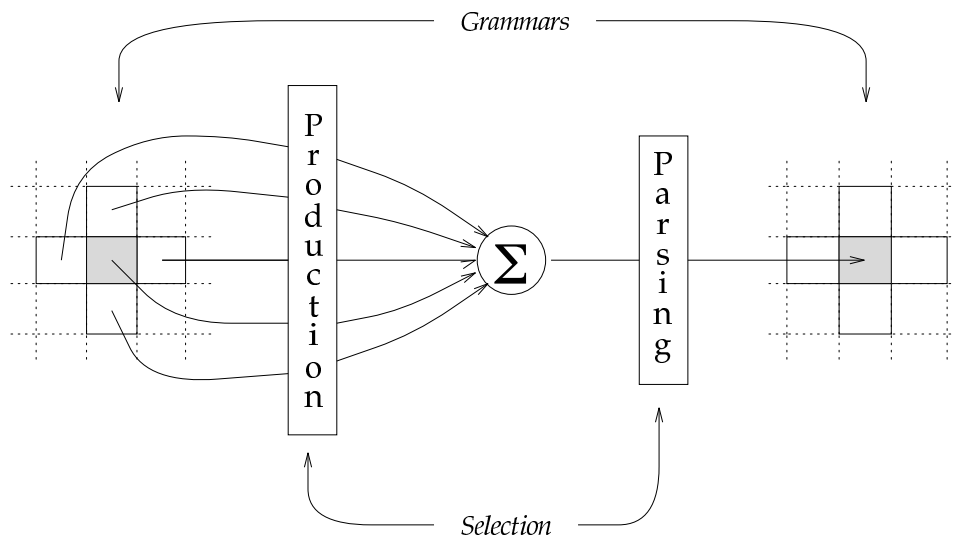 Grammars
Production
Σ
Parsing
Selection